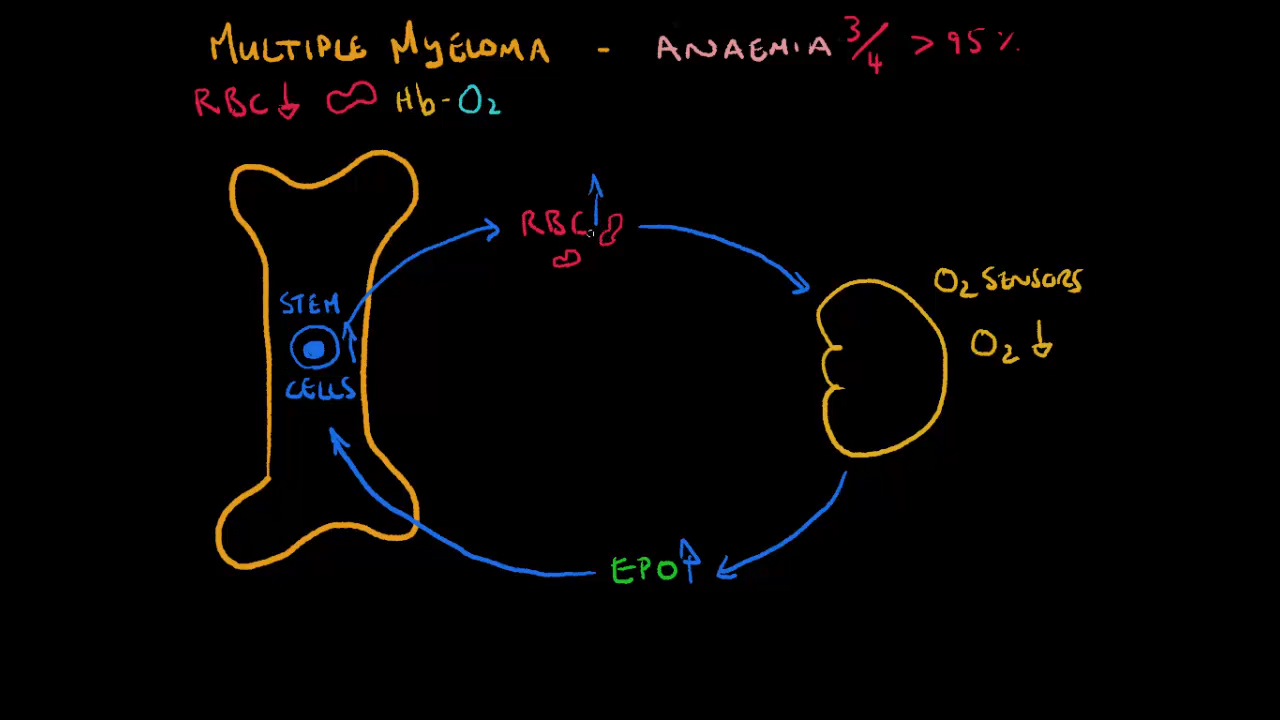 MULTIPLE MYELOMA - ANAEMIA 3/4 > 95%
RBC↓ Hb-O2
RBC↑
O2 SENSORS
O2 ↓
STEM
CELLS
↑
EPO↑